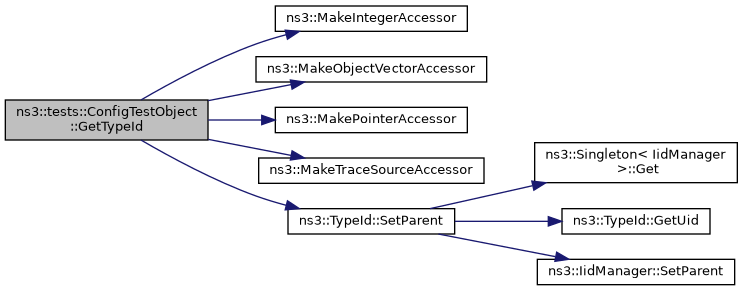 ns3::tests::ConfigTestObject
::GetTypeId
ns3::MakeIntegerAccessor
ns3::MakeObjectVectorAccessor
ns3::MakePointerAccessor
ns3::MakeTraceSourceAccessor
ns3::TypeId::SetParent
ns3::Singleton< IidManager
>::Get
ns3::TypeId::GetUid
ns3::IidManager::SetParent